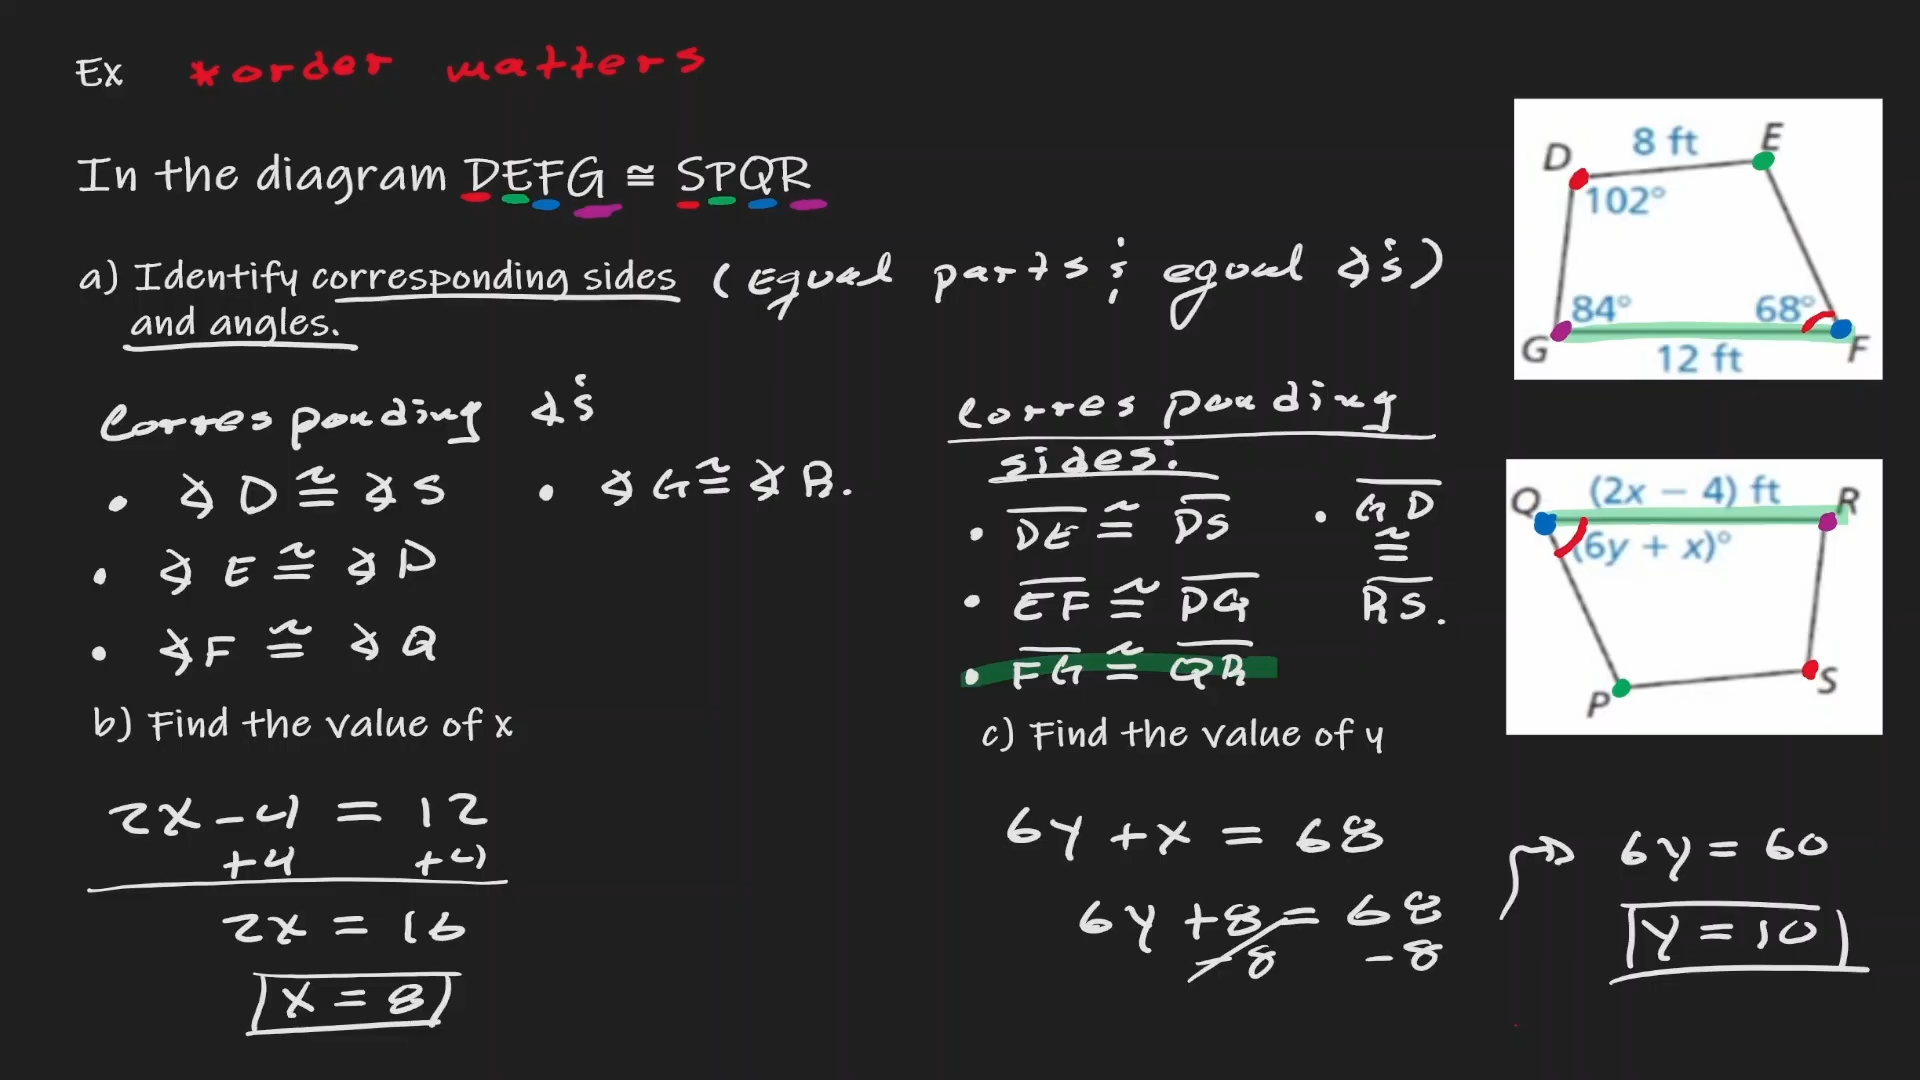 Ex *order matters
In the diagram DEFG ≅ SPQR
a) Identify corresponding sides (Equal parts ; equal ∢'s)
and angles.
Corresponding ∢'s
• ∢ D ≅ ∢ S
• ∢ E ≅ ∢ P
• ∢ F ≅ ∢ Q
• ∢ G ≅ ∢ R.
Corresponding
sides:
• DE ≅ PS
• EF ≅ PQ
• FG ≅ QR
• GD
≅
RS.
b) Find the value of x
2x - 4 = 12
+4 +4
2x = 16
x = 8
c) Find the value of y
6y + x = 68
6y + 8 = 68
-8 -8
6y = 60
y = 10
D 8 ft E
102°
84° 68°
G 12 ft F
Q (2x − 4) ft R
(6y + x)°
P S